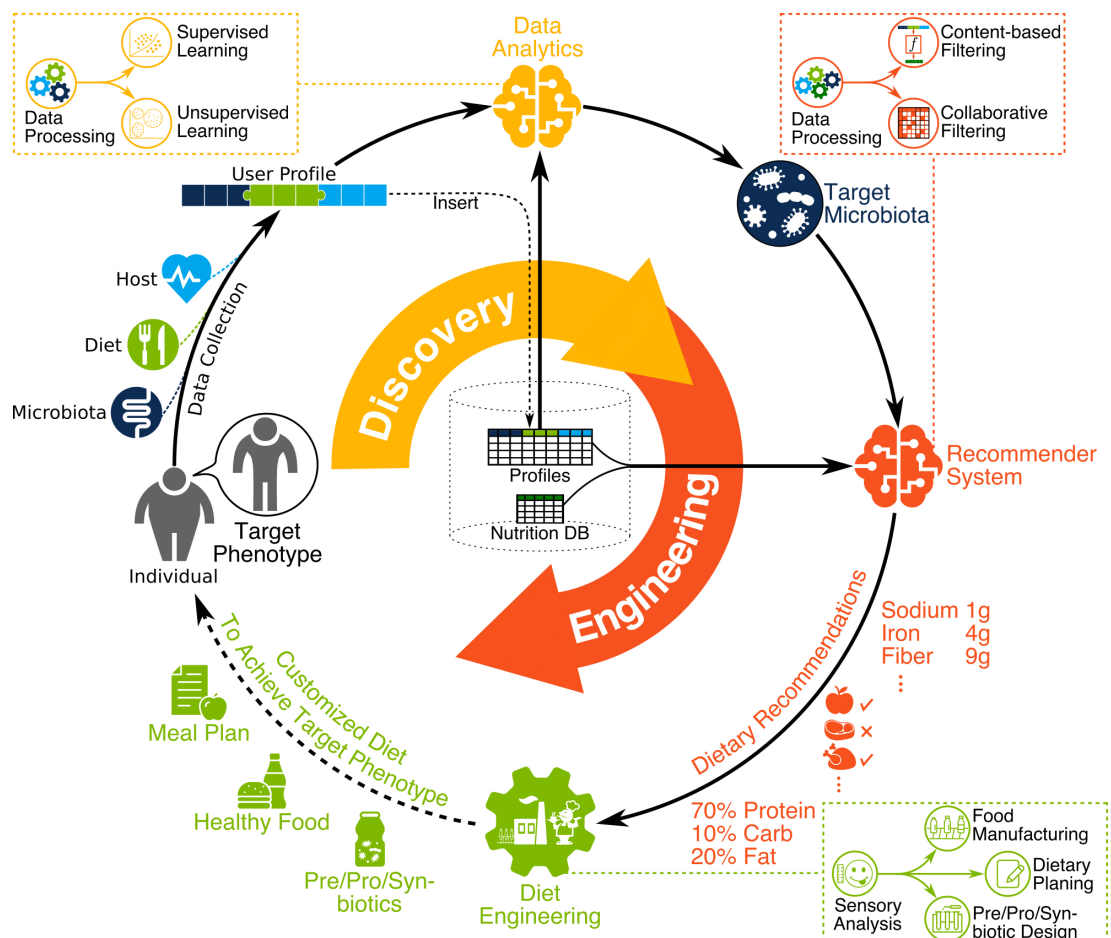 Supervised
Learning
Data
Processing
Unsupervised
Learning
Data
Analytics
Content-based
Filtering
Data
Processing
Collaborative
Filtering
User Profile
Insert
Target
Microbiota
Host
Diet
Microbiota
Data Collection
Discovery
Engineering
Profiles
Nutrition DB
Recommender
System
Target
Phenotype
Individual
Dietary Recommendations
Sodium 1g
Iron 4g
Fiber 9g
70% Protein
10% Carb
20% Fat
Customized Diet
To Achieve Target Phenotype
Meal Plan
Healthy Food
Pre/Pro/Syn-
biotics
Diet
Engineering
Food
Manufacturing
Sensory
Analysis
Dietary
Planing
Pre/Pro/Syn-
biotic Design
f